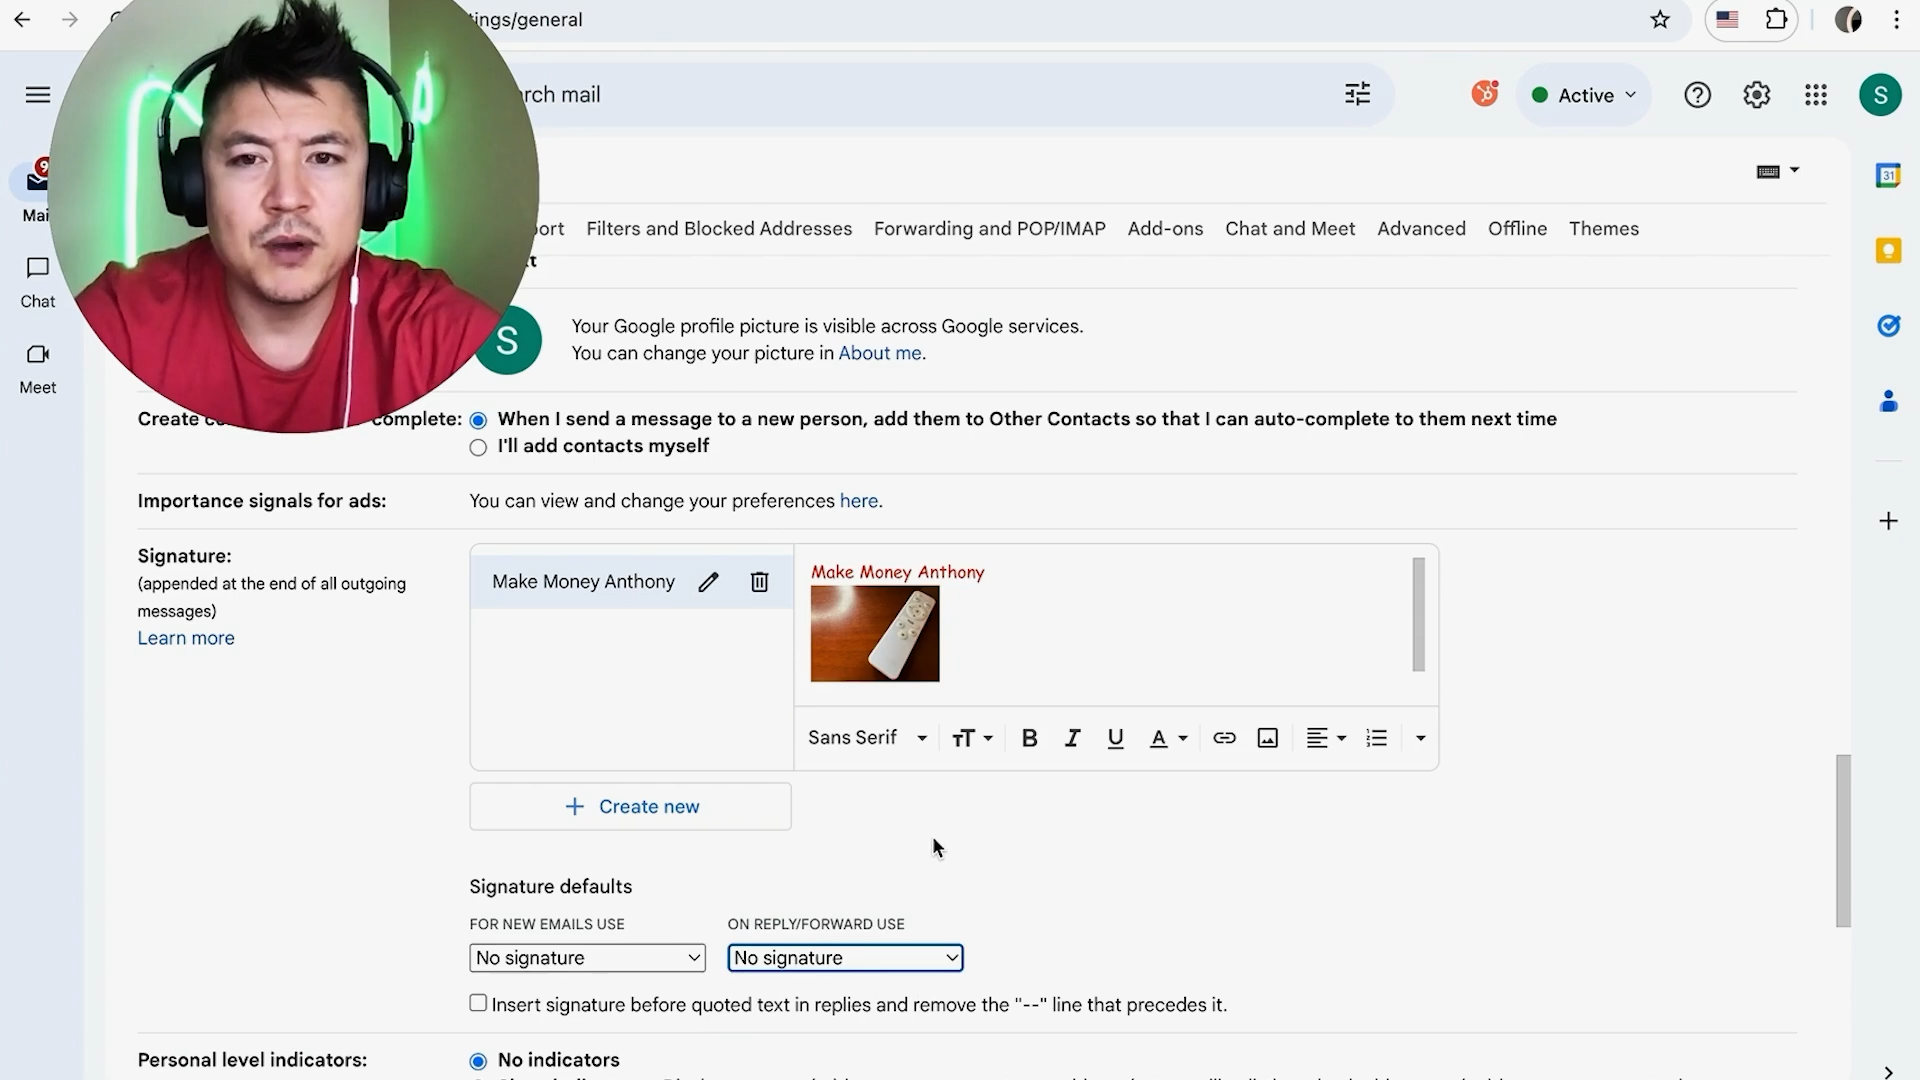 tings/general
rch mail
Active
S
9
Mai
Chat
Meet
31
ort Filters and Blocked Addresses Forwarding and POP/IMAP Add-ons Chat and Meet Advanced Offline Themes
S
Your Google profile picture is visible across Google services.
You can change your picture in About me.
Create c complete: When I send a message to a new person, add them to Other Contacts so that I can auto-complete to them next time
I'll add contacts myself
Importance signals for ads: You can view and change your preferences here.
Signature:
(appended at the end of all outgoing
messages)
Learn more
Make Money Anthony
Make Money Anthony
Sans Serif
Create new
Signature defaults
FOR NEW EMAILS USE ON REPLY/FORWARD USE
No signature No signature
Insert signature before quoted text in replies and remove the "--" line that precedes it.
Personal level indicators: No indicators